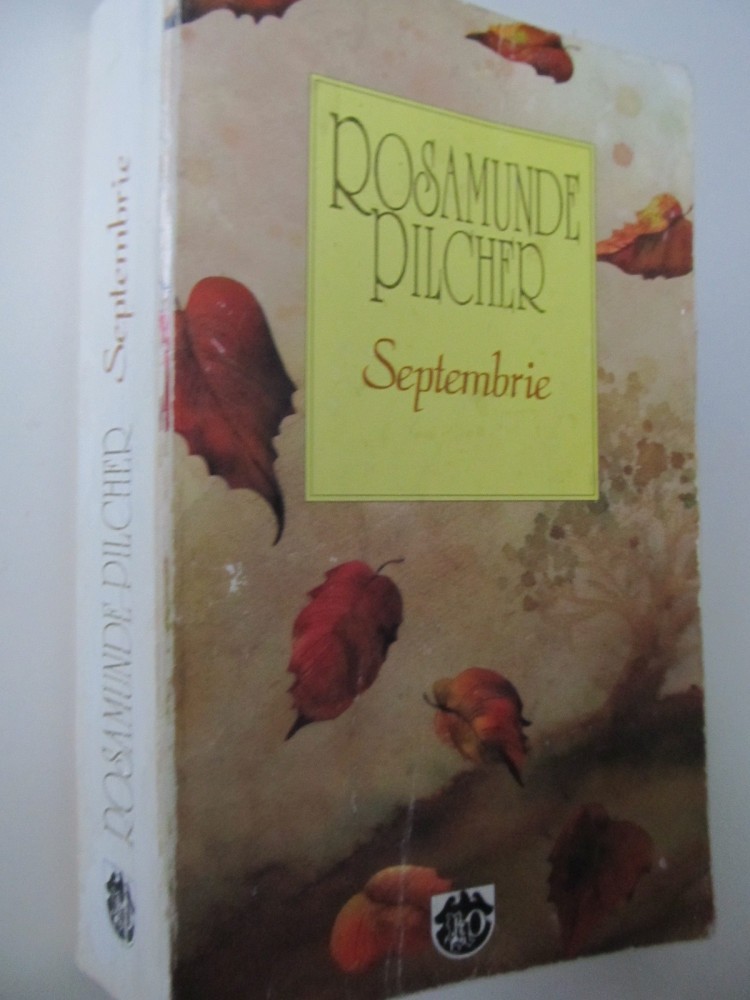 ROSAMUNDE
PILCHER
Septembrie
ROSAMUNDE PILCHER Septembrie